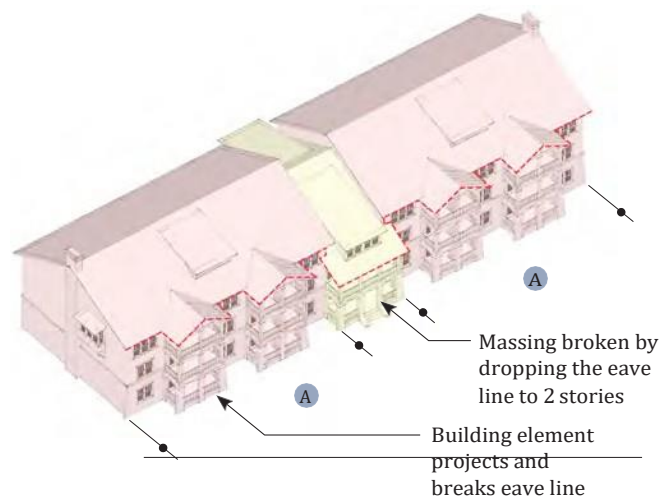 A
Massing broken by
dropping the eave
line to 2 stories
A
Building element
projects and
breaks eave line